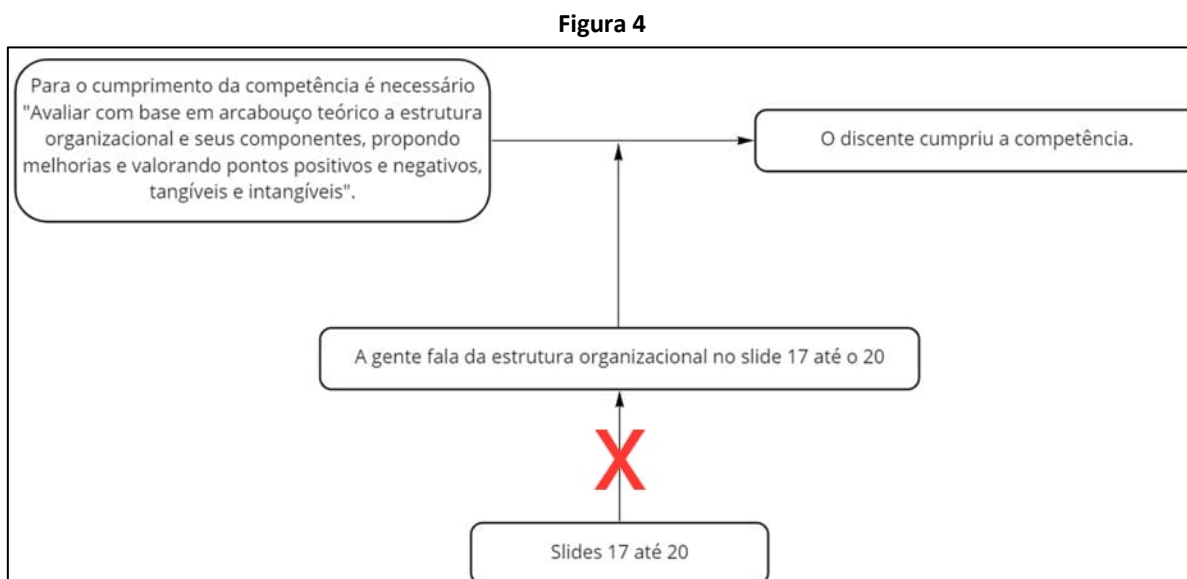 Figura 4
Para o cumprimento da competência é necessário
"Avaliar com base em arcabouço teórico a estrutura
organizacional e seus componentes, propondo
melhorias e valorando pontos positivos e negativos,
tangíveis e intangíveis".
O discente cumpriu a competência.
A gente fala da estrutura organizacional no slide 17 até o 20
X
Slides 17 até 20